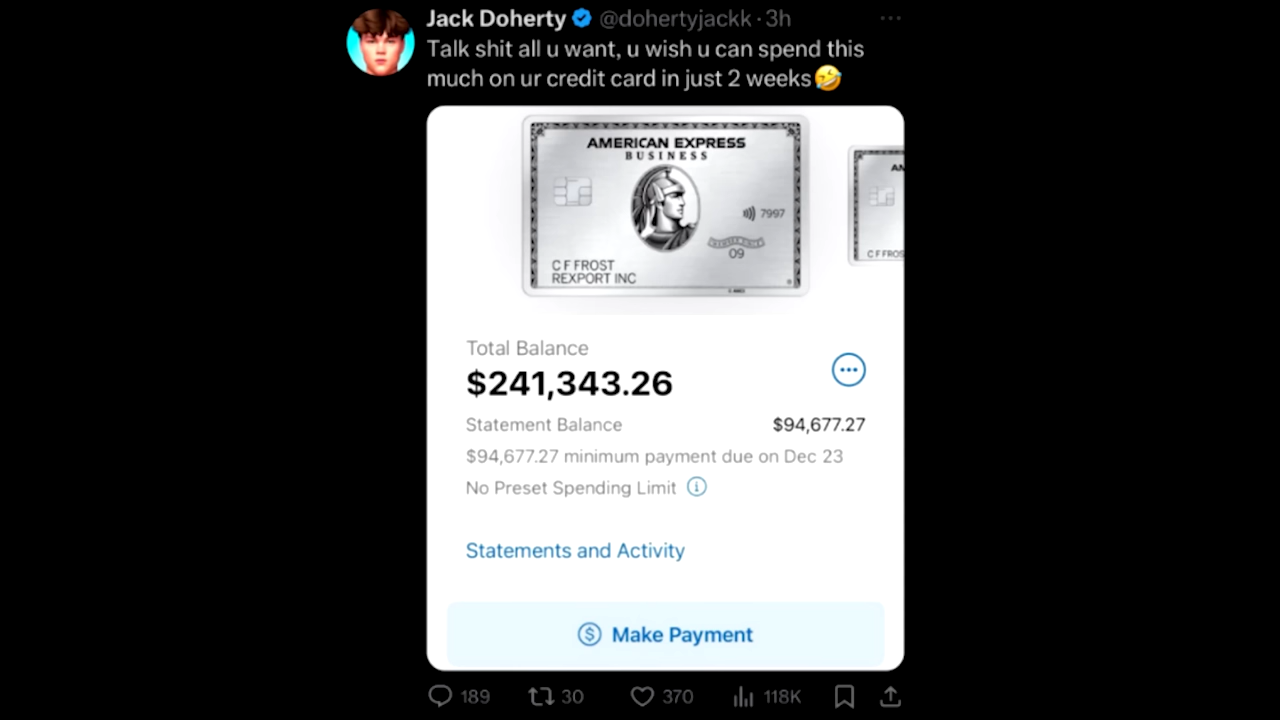 Jack Doherty @dohertyjackk · 3h
Talk shit all u want, u wish u can spend this
much on ur credit card in just 2 weeks🤣
AMERICAN EXPRESS
BUSINESS
7997
09
C F FROST
REXPORT INC
AN
C F FROS
Total Balance
$241,343.26
Statement Balance $94,677.27
$94,677.27 minimum payment due on Dec 23
No Preset Spending Limit
Statements and Activity
Make Payment
189 30 370 118K